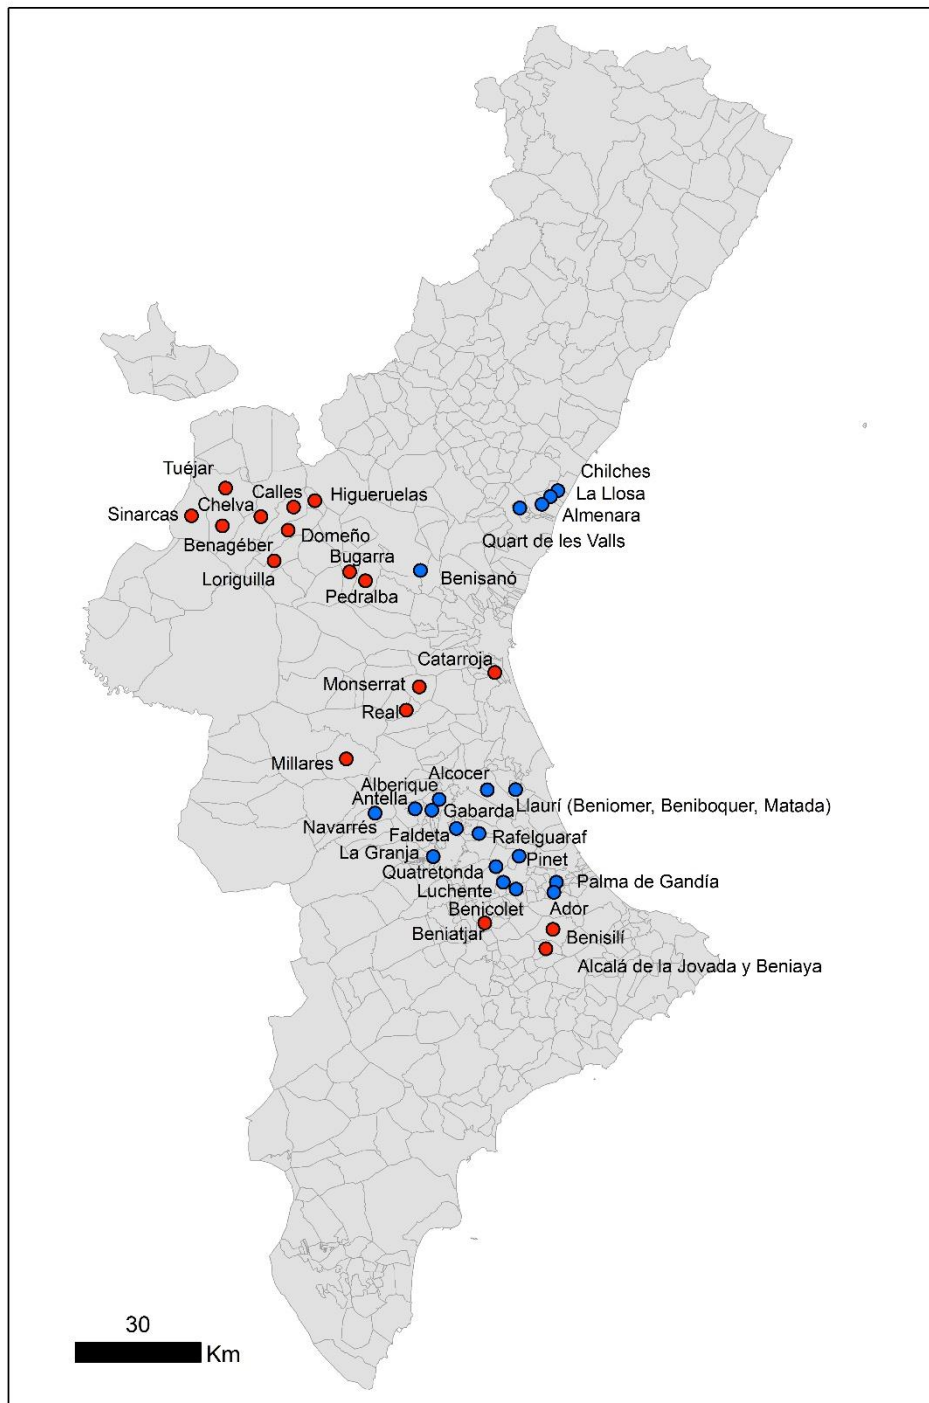 Chilches
Tuéjar
La Llosa
Calles
Higueruelas
Chelva
Sinarcas
Almenara
Domeño
Quart de les Valls
Benagéber
Bugarra
Loriguilla
Benisanó
Pedralba
Catarroja
Monserrat
Real
Millares
Alcocer
Alberique
Antella
Llaurí (Beniomer, Beniboquer, Matada)
Gabarda
Navarrés
Faldeta
Rafelguaraf
La Granja
Pinet
Quatretonda
Palma de Gandía
Luchente
Benicolet
Ador
Beniatjar
Benisilí
Alcalá de la Jovada y Beniaya
30
Km